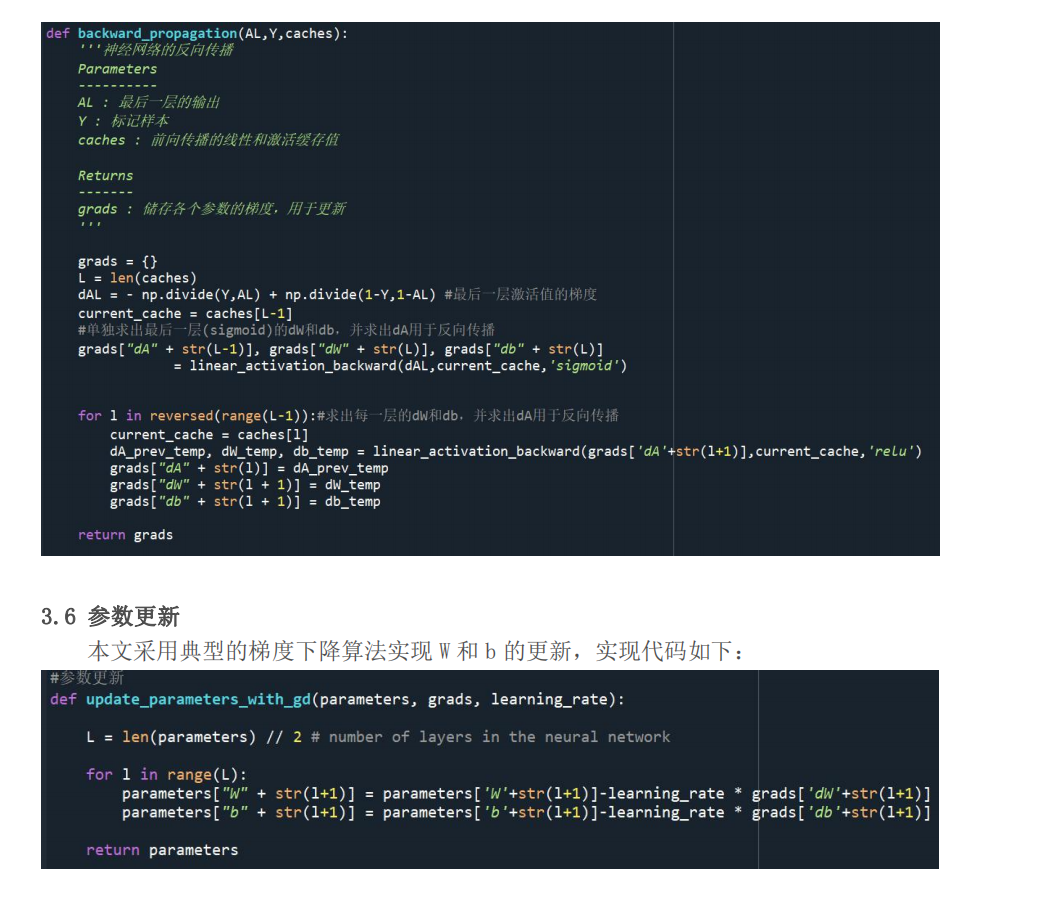 def backward_propagation(AL,Y,caches):
    '''神经网络的反向传播
    Parameters
    ----------
    AL : 最后一层的输出
    Y : 标记样本
    caches : 前向传播的线性和激活缓存值
    Returns
    -------
    grads : 储存各个参数的梯度，用于更新
    '''
    grads = {}
    L = len(caches)
    dAL = - np.divide(Y,AL) + np.divide(1-Y,1-AL) #最后一层激活值的梯度
    current_cache = caches[L-1]
    #单独求出最后一层(sigmoid)的dW和db，并求出dA用于反向传播
    grads["dA" + str(L-1)], grads["dW" + str(L)], grads["db" + str(L)]
                = linear_activation_backward(dAL,current_cache,'sigmoid')
    for l in reversed(range(L-1)):#求出每一层的dW和db，并求出dA用于反向传播
        current_cache = caches[l]
        dA_prev_temp, dW_temp, db_temp = linear_activation_backward(grads['dA'+str(l+1)],current_cache,'relu')
        grads["dA" + str(l)] = dA_prev_temp
        grads["dW" + str(l + 1)] = dW_temp
        grads["db" + str(l + 1)] = db_temp
    return grads
3.6 参数更新
本文采用典型的梯度下降算法实现 W 和 b 的更新，实现代码如下：
#参数更新
def update_parameters_with_gd(parameters, grads, learning_rate):
    L = len(parameters) // 2 # number of layers in the neural network
    for l in range(L):
        parameters["W" + str(l+1)] = parameters['W'+str(l+1)]-learning_rate * grads['dW'+str(l+1)]
        parameters["b" + str(l+1)] = parameters['b'+str(l+1)]-learning_rate * grads['db'+str(l+1)]
    return parameters